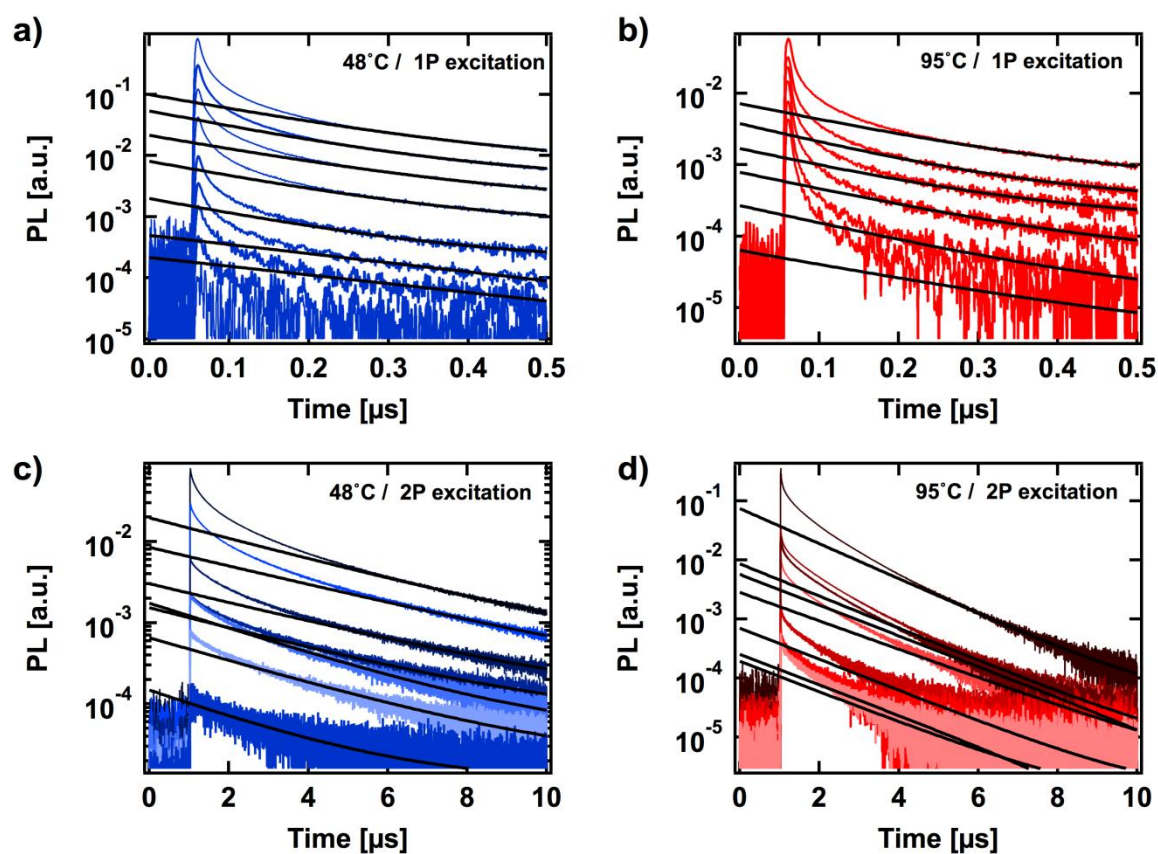 a)
48°C / 1P excitation
PL [a.u.]
10⁻¹
10⁻²
10⁻³
10⁻⁴
10⁻⁵
0.0 0.1 0.2 0.3 0.4 0.5
Time [µs]
b)
95°C / 1P excitation
PL [a.u.]
10⁻²
10⁻³
10⁻⁴
10⁻⁵
0.0 0.1 0.2 0.3 0.4 0.5
Time [µs]
c)
48°C / 2P excitation
PL [a.u.]
10⁻²
10⁻³
10⁻⁴
0 2 4 6 8 10
Time [µs]
d)
95°C / 2P excitation
PL [a.u.]
10⁻¹
10⁻²
10⁻³
10⁻⁴
10⁻⁵
0 2 4 6 8 10
Time [µs]